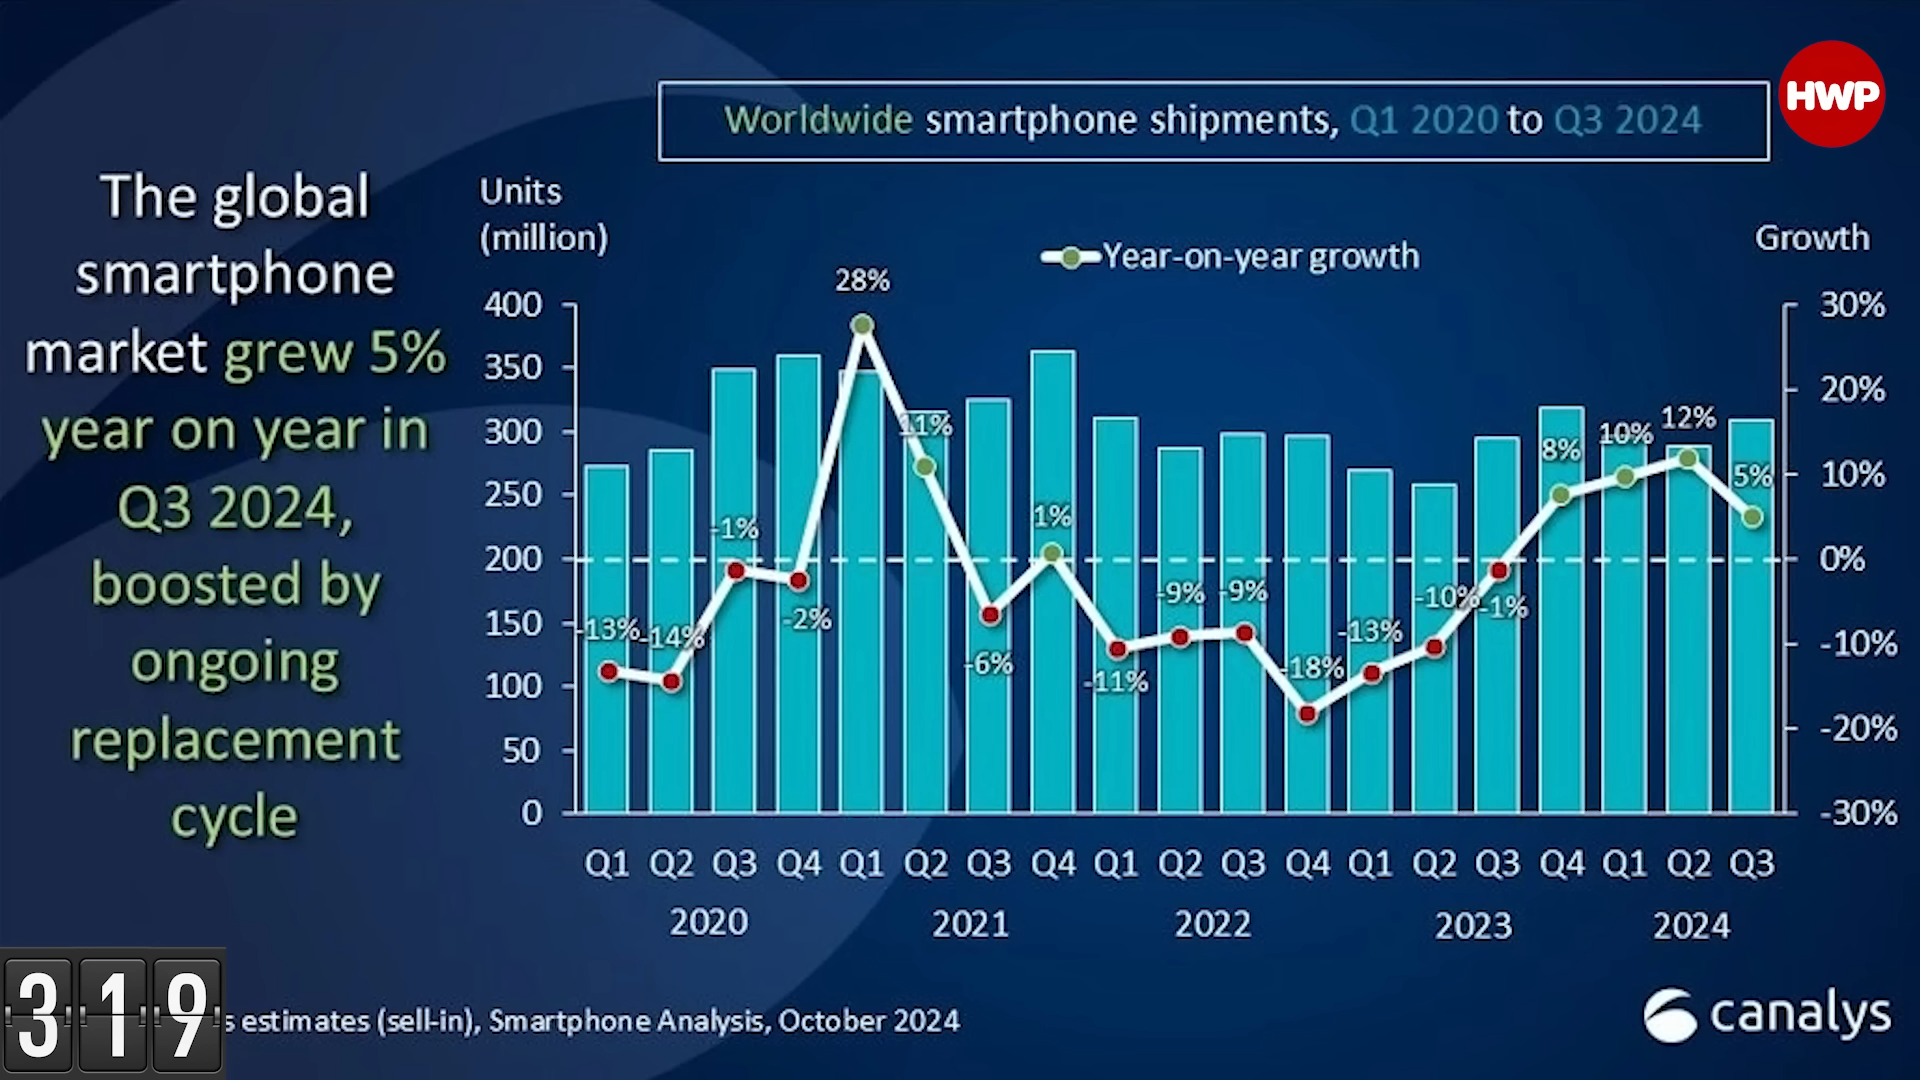 HWP
Worldwide smartphone shipments, Q1 2020 to Q3 2024
The global
smartphone
market grew 5%
year on year in
Q3 2024,
boosted by
ongoing
replacement
cycle
Units
(million)
Growth
Year-on-year growth
400
350
300
250
200
150
100
50
0
30%
20%
10%
0%
-10%
-20%
-30%
-13%
-14%
-1%
-2%
28%
11%
-6%
1%
-11%
-9%
-9%
-18%
-13%
-10%
-1%
8%
10%
12%
5%
Q1 Q2 Q3 Q4 Q1 Q2 Q3 Q4 Q1 Q2 Q3 Q4 Q1 Q2 Q3 Q4 Q1 Q2 Q3
2020 2021 2022 2023 2024
319
estimates (sell-in), Smartphone Analysis, October 2024
canalys